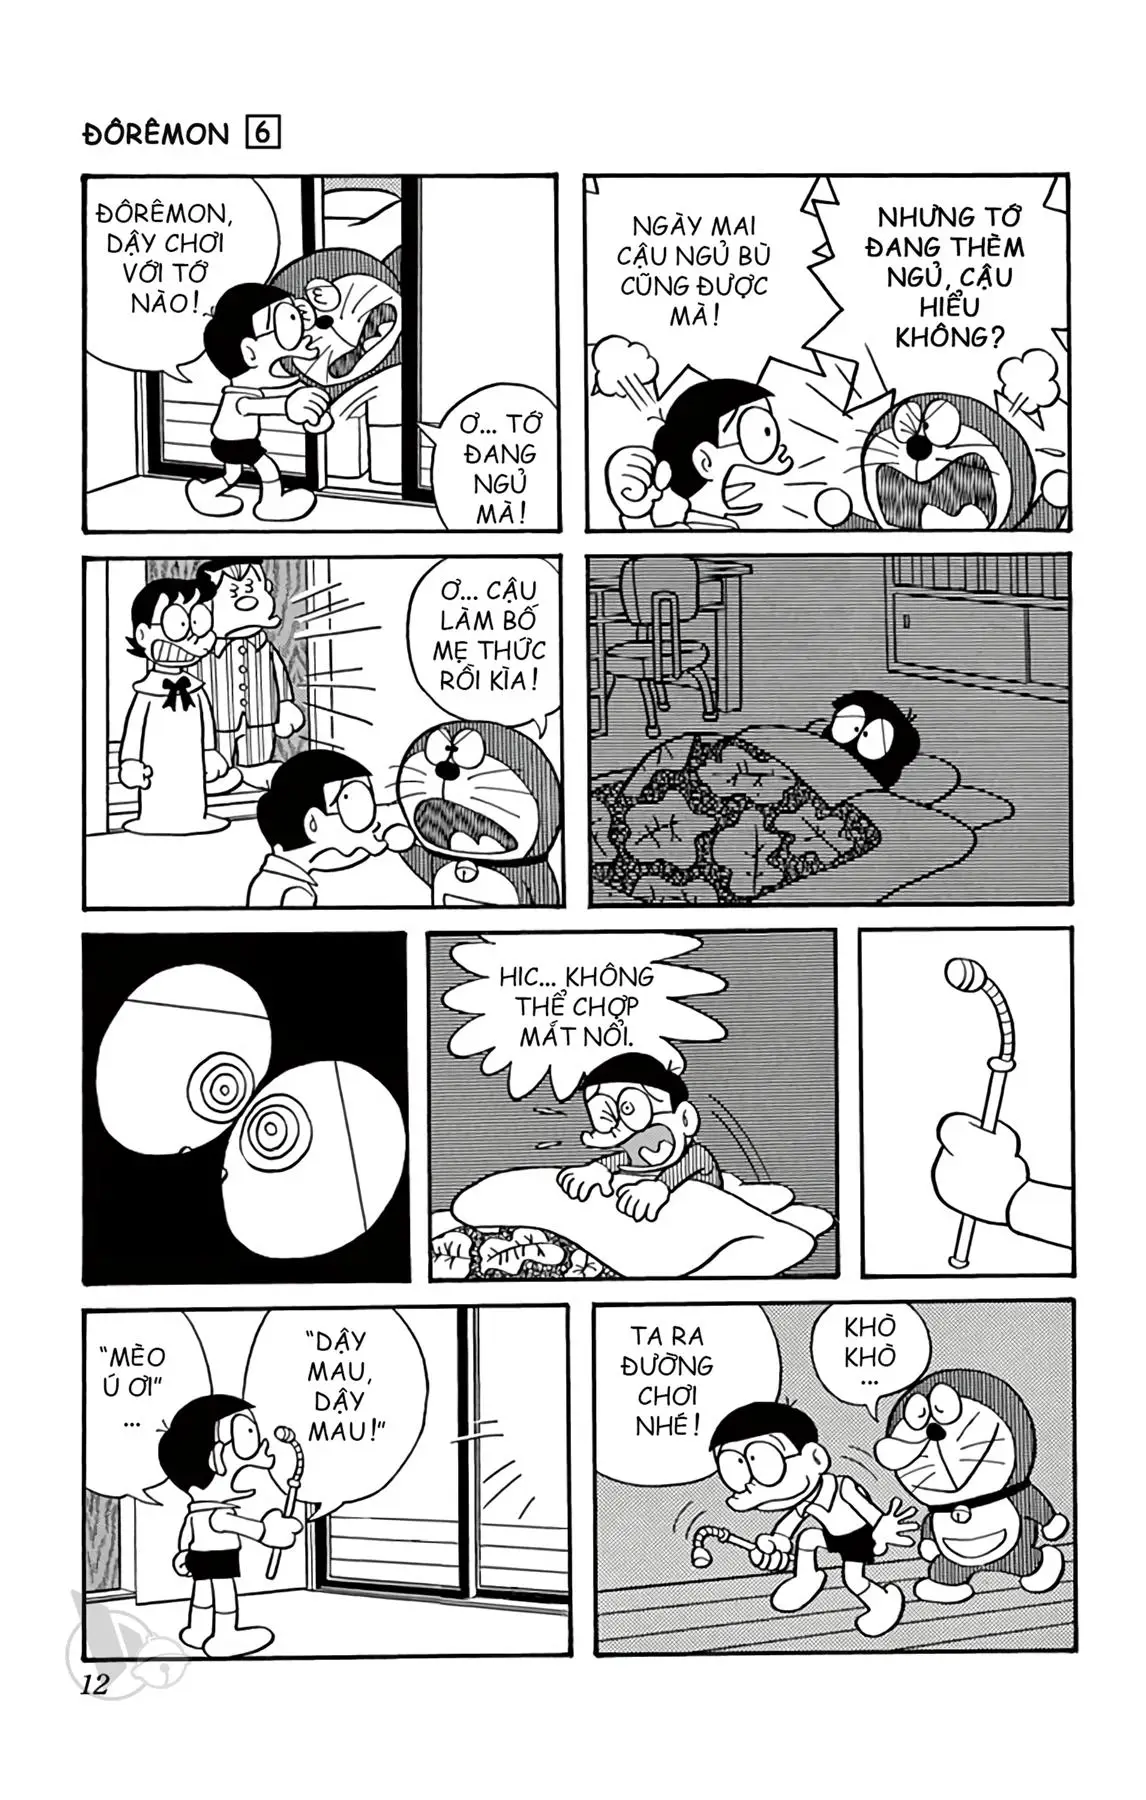 ĐÔRÊMON 6
ĐÔRÊMON,
DẬY CHƠI
VỚI TỚ
NÀO!
Ơ... TỚ
ĐANG
NGỦ
MÀ!
NGÀY MAI
CẬU NGỦ BÙ
CŨNG ĐƯỢC
MÀ!
NHƯNG TỚ
ĐANG THÈM
NGỦ, CẬU
HIỂU
KHÔNG?
Ơ... CẬU
LÀM BỐ
MẸ THỨC
RỒI KÌA!
HIC... KHÔNG
THỂ CHỢP
MẮT NỔI.
"MÈO
Ú ƠI"
...
"DẬY
MAU,
DẬY
MAU!"
TA RA
ĐƯỜNG
CHƠI
NHÉ!
KHÒ
KHÒ
...
12